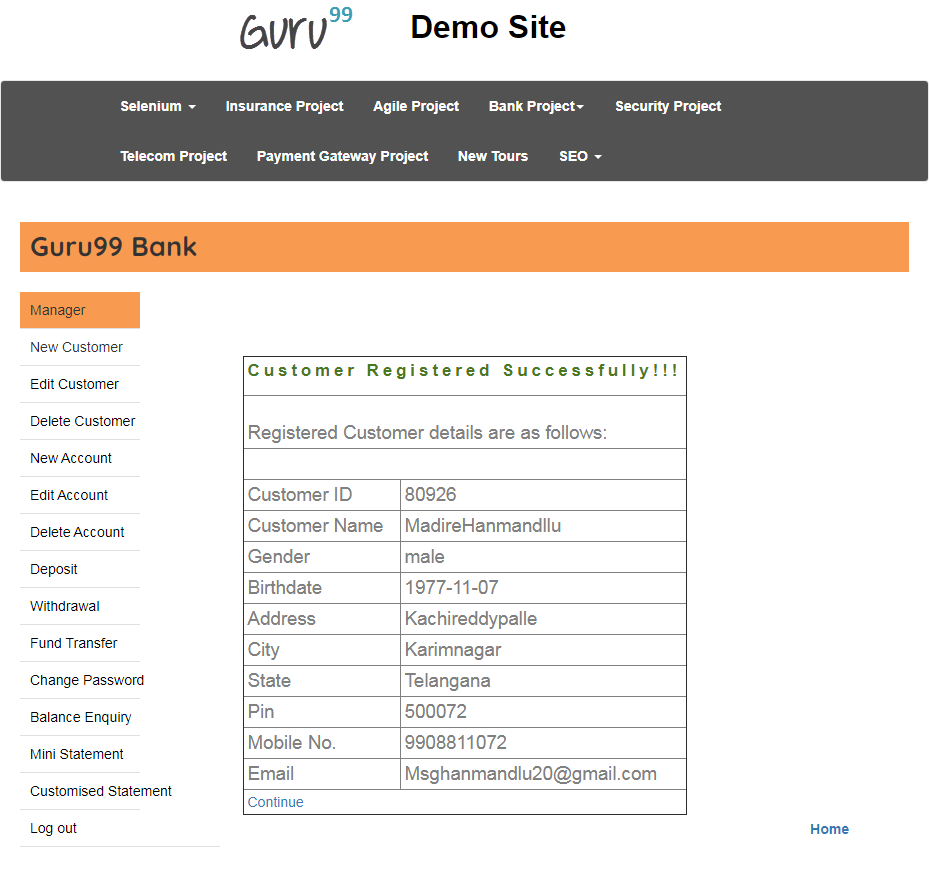 Guru99 Demo Site
Selenium Insurance Project Agile Project Bank Project Security Project
Telecom Project Payment Gateway Project New Tours SEO
Guru99 Bank
Manager
New Customer
Edit Customer
Delete Customer
New Account
Edit Account
Delete Account
Deposit
Withdrawal
Fund Transfer
Change Password
Balance Enquiry
Mini Statement
Customised Statement
Log out
Customer Registered Successfully!!!
Registered Customer details are as follows:
Customer ID 80926
Customer Name MadireHanmandllu
Gender male
Birthdate 1977-11-07
Address Kachireddypalle
City Karimnagar
State Telangana
Pin 500072
Mobile No. 9908811072
Email Msghanmandlu20@gmail.com
Continue
Home